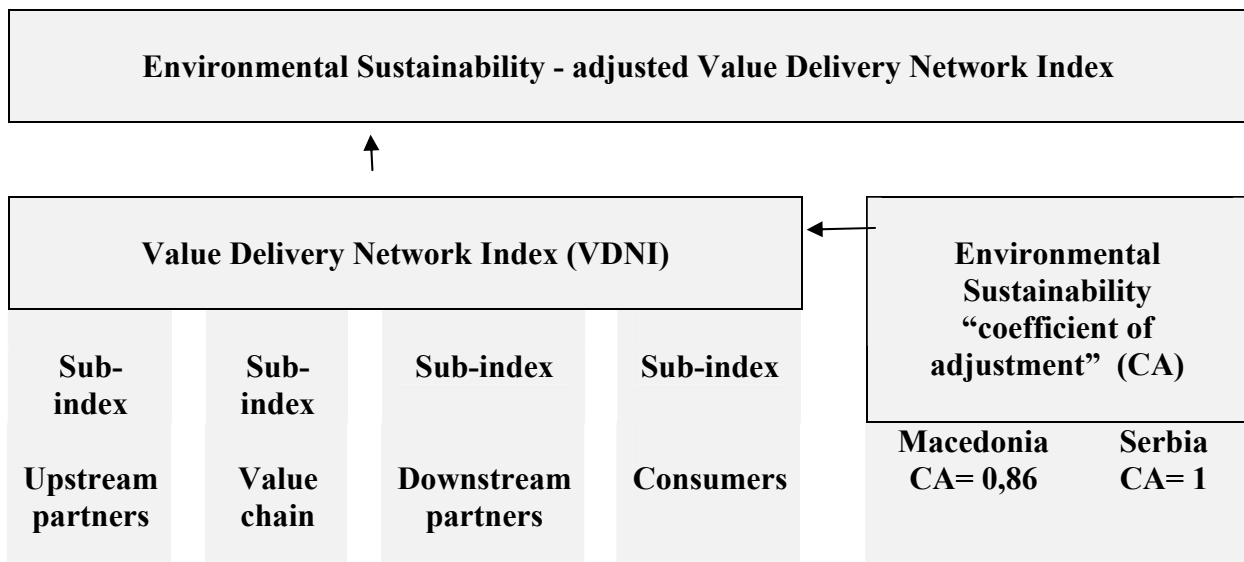 Environmental Sustainability - adjusted Value Delivery Network Index
Value Delivery Network Index (VDNI)
Sub-
index
Upstream
partners
Sub-
index
Value
chain
Sub-index
Downstream
partners
Sub-index
Consumers
Environmental
Sustainability
“coefficient of
adjustment” (CA)
Macedonia
CA= 0,86
Serbia
CA= 1